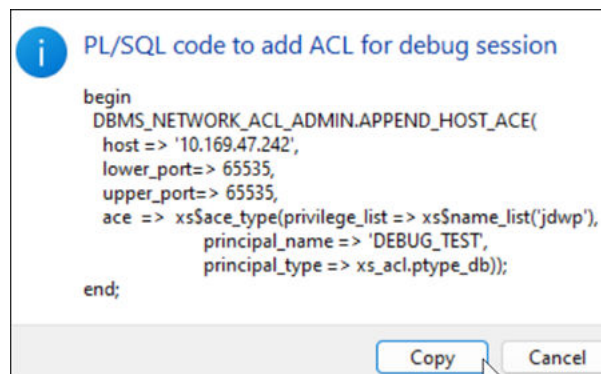 i
PL/SQL code to add ACL for debug session
begin
DBMS_NETWORK_ACL_ADMIN.APPEND_HOST_ACE(
host => '10.169.47.242',
lower_port=> 65535,
upper_port=> 65535,
ace => xs$ace_type(privilege_list => xs$name_list('jdwp'),
principal_name => 'DEBUG_TEST',
principal_type => xs_acl.ptype_db));
end;
Copy Cancel